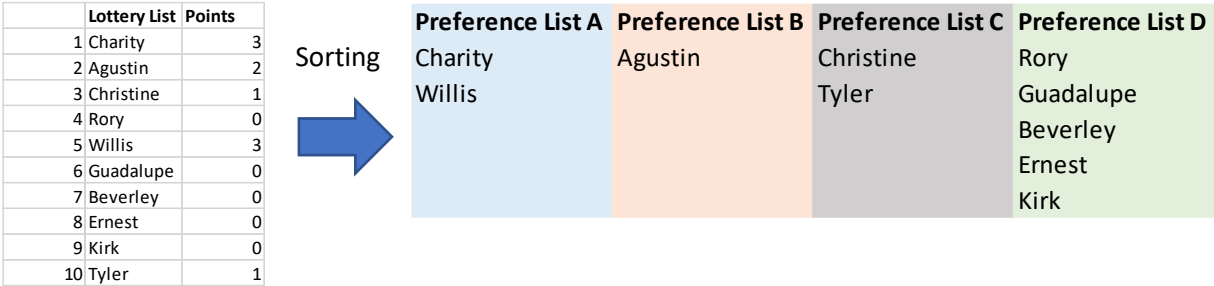 Lottery List Points
1 Charity 3
2 Agustin 2
3 Christine 1
4 Rory 0
5 Willis 3
6 Guadalupe 0
7 Beverley 0
8 Ernest 0
9 Kirk 0
10 Tyler 1
Sorting
Preference List A Preference List B Preference List C Preference List D
Charity Agustin Christine Rory
Willis Tyler Guadalupe
Beverley
Ernest
Kirk